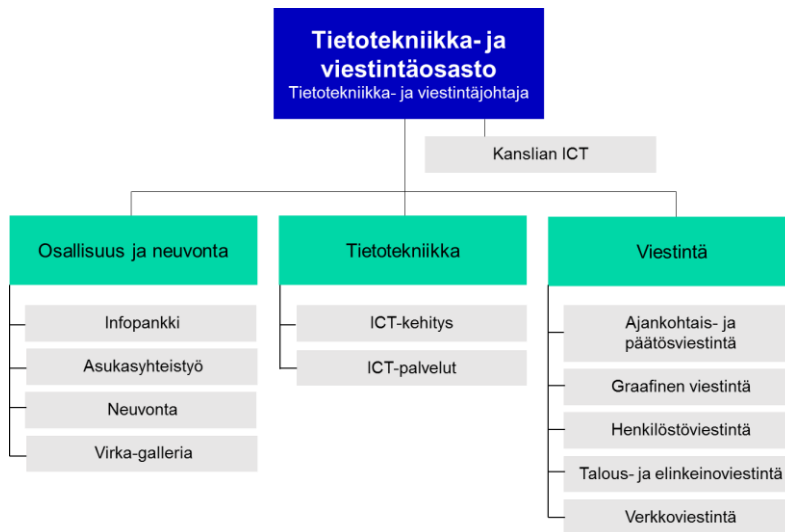 Tietotekniikka- ja
viestintäosasto
Tietotekniikka- ja viestintäjohtaja
Kanslian ICT
Osallisuus ja neuvonta
Infopankki
Asukasyhteistyö
Neuvonta
Virka-galleria
Tietotekniikka
ICT-kehitys
ICT-palvelut
Viestintä
Ajankohtais- ja
päätösviestintä
Graafinen viestintä
Henkilöstöviestintä
Talous- ja elinkeinoviestintä
Verkkoviestintä